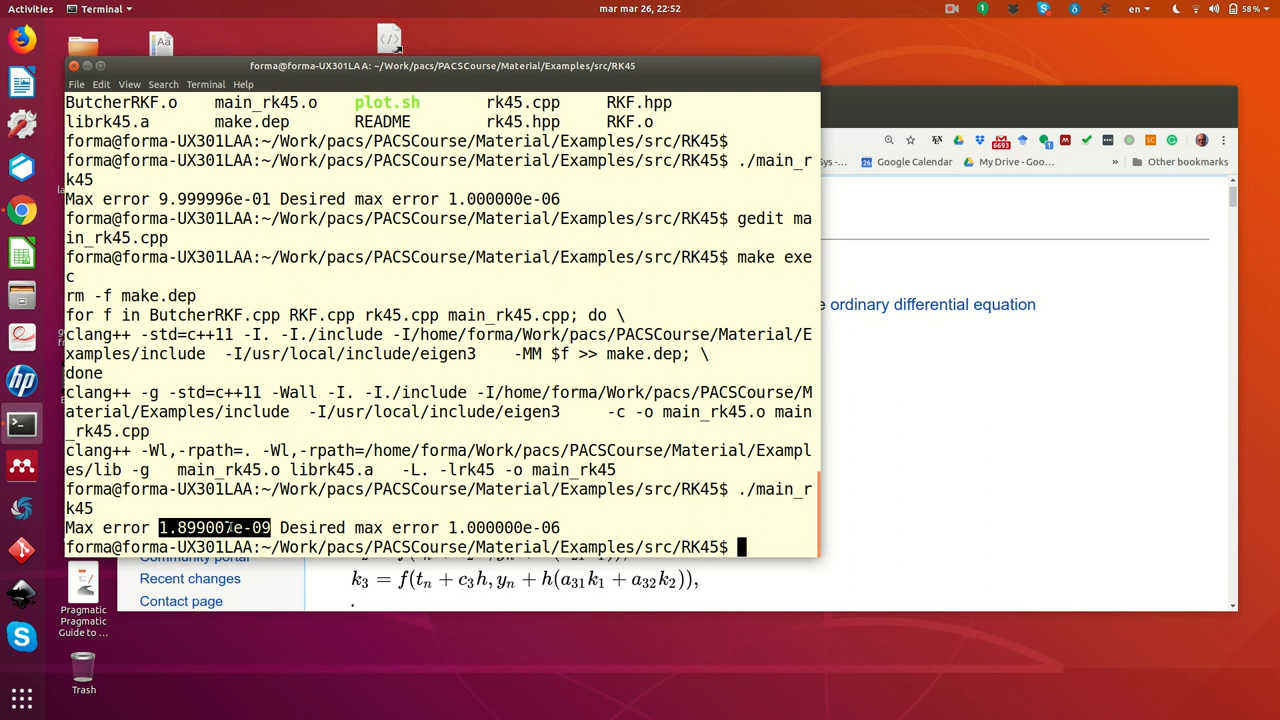 Activities
Terminal
mar mar 26, 22:52
1
en
58%
Aa
</>
forma@forma-UX301LAA: ~/Work/pacs/PACSCourse/Material/Examples/src/RK45
File Edit View Search Terminal Help
ButcherRKF.o main_rk45.o plot.sh rk45.cpp RKF.hpp
librk45.a make.dep README rk45.hpp RKF.o
forma@forma-UX301LAA:~/Work/pacs/PACSCourse/Material/Examples/src/RK45$
forma@forma-UX301LAA:~/Work/pacs/PACSCourse/Material/Examples/src/RK45$ ./main_r
k45
Max error 9.999996e-01 Desired max error 1.000000e-06
forma@forma-UX301LAA:~/Work/pacs/PACSCourse/Material/Examples/src/RK45$ gedit ma
in_rk45.cpp
forma@forma-UX301LAA:~/Work/pacs/PACSCourse/Material/Examples/src/RK45$ make exe
c
rm -f make.dep
for f in ButcherRKF.cpp RKF.cpp rk45.cpp main_rk45.cpp; do \
clang++ -std=c++11 -I. -I./include -I/home/forma/Work/pacs/PACSCourse/Material/E
xamples/include -I/usr/local/include/eigen3 -MM $f >> make.dep; \
done
clang++ -g -std=c++11 -Wall -I. -I./include -I/home/forma/Work/pacs/PACSCourse/M
aterial/Examples/include -I/usr/local/include/eigen3 -c -o main_rk45.o main
_rk45.cpp
clang++ -Wl,-rpath=. -Wl,-rpath=/home/forma/Work/pacs/PACSCourse/Material/Exampl
es/lib -g main_rk45.o librk45.a -L. -lrk45 -o main_rk45
forma@forma-UX301LAA:~/Work/pacs/PACSCourse/Material/Examples/src/RK45$ ./main_r
k45
Max error 1.899007e-09 Desired max error 1.000000e-06
forma@forma-UX301LAA:~/Work/pacs/PACSCourse/Material/Examples/src/RK45$
6693
Google Calendar
My Drive - Goo...
»
Other bookmarks
ordinary differential equation
Recent changes
Contact page
k₃ = f(tₙ + c₃h, yₙ + h(a₃₁k₁ + a₃₂k₂)),
Pragmatic
Pragmatic
Guide to ...
Trash